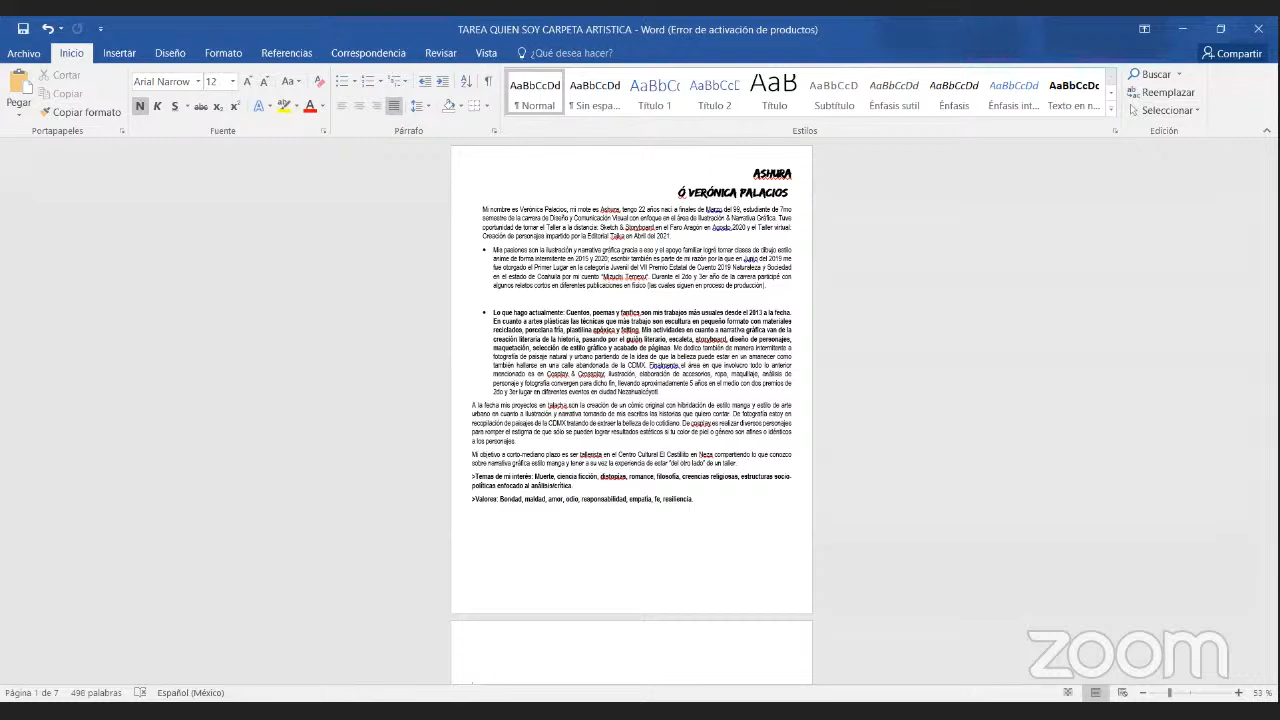 TAREA QUIEN SOY CARPETA ARTISTICA - Word (Error de activación de productos)
Archivo Inicio Insertar Diseño Formato Referencias Correspondencia Revisar Vista ¿Qué desea hacer? Compartir
Pegar
Cortar
Copiar
Copiar formato
Portapapeles
Arial Narrow 12 Aa
N K S abc x₂ x² A A
Fuente
Párrafo
AaBbCcDd AaBbCcDd AaBbCc AaBbCcD AaB AaBbCcD AaBbCcDd AaBbCcDd AaBbCcDd AaBbCcDc
¶ Normal ¶ Sin espa... Título 1 Título 2 Título Subtítulo Énfasis sutil Énfasis Énfasis int... Texto en n...
Estilos
Buscar
Reemplazar
Seleccionar
Edición
ASHURA
Ó VERÓNICA PALACIOS
Mi nombre es Verónica Palacios, mi mote es Ashura, tengo 22 años nací a finales de Marzo del 99, estudiante de 7mo
semestre de la carrera de Diseño y Comunicación Visual con enfoque en el área de Ilustración & Narrativa Gráfica. Tuve
oportunidad de tomar el Taller a la distancia: Sketch & Storyboard en el Faro Aragón en Agosto 2020 y el Taller virtual:
Creación de personajes impartido por la Editorial Taika en Abril del 2021.
• Mis pasiones son la ilustración y narrativa gráfica gracia a eso y el apoyo familiar logré tomar clases de dibujo estilo
anime de forma intermitente en 2015 y 2020; escribir también es parte de mi razón por la que en Junio del 2019 me
fue otorgado el Primer Lugar en la categoría Juvenil del VII Premio Estatal de Cuento 2019 Naturaleza y Sociedad
en el estado de Coahuila por mi cuento "Mizuchi Temexu". Durante el 2do y 3er año de la carrera participé con
algunos relatos cortos en diferentes publicaciones en físico (las cuales siguen en proceso de producción).
• Lo que hago actualmente: Cuentos, poemas y fanfics son mis trabajos más usuales desde el 2013 a la fecha.
En cuanto a artes plásticas las técnicas que más trabajo son escultura en pequeño formato con materiales
reciclados, porcelana fría, plastilina epóxica y felting. Mis actividades en cuanto a narrativa gráfica van de la
creación literaria de la historia, pasando por el guión literario, escaleta, storyboard, diseño de personajes,
maquetación, selección de estilo gráfico y acabado de páginas. Me dedico también de manera intermitente a
fotografía de paisaje natural y urbano partiendo de la idea de que la belleza puede estar en un amanecer como
también hallarse en una calle abandonada de la CDMX. Finalmente el área en que involucro todo lo anterior
mencionado es en Cosplay & Crossplay, ilustración, elaboración de accesorios, ropa, maquillaje, análisis de
personaje y fotografía convergen para dicho fin, llevando aproximadamente 5 años en el medio con dos premios de
2do y 3er lugar en diferentes eventos en ciudad Nezahualcóyotl.
A la fecha mis proyectos en talacha son la creación de un cómic original con hibridación de estilo manga y estilo de arte
urbano en cuanto a ilustración y narrativa tomando de mis escritos las historias que quiero contar. De fotografía estoy en
recopilación de paisajes de la CDMX tratando de extraer la belleza de lo cotidiano. De cosplay es realizar diversos personajes
para romper el estigma de que sólo se pueden lograr resultados estéticos si tu color de piel o género son afines o idénticos
a los personajes.
Mi objetivo a corto-mediano plazo es ser tallerista en el Centro Cultural El Castillito en Neza compartiendo lo que conozco
sobre narrativa gráfica estilo manga y tener a su vez la experiencia de estar "del otro lado" de un taller.
>Temas de mi interés: Muerte, ciencia ficción, distopías, romance, filosofía, creencias religiosas, estructuras socio-
políticas enfocado al análisis/crítica.
>Valores: Bondad, maldad, amor, odio, responsabilidad, empatía, fe, resiliencia.
zoom
Página 1 de 7 498 palabras Español (México) 53 %